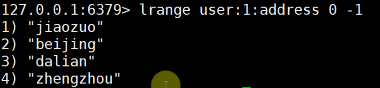 127.0.0.1:6379> lrange user:1:address 0 -1
1) "jiaozuo"
2) "beijing"
3) "dalian"
4) "zhengzhou"